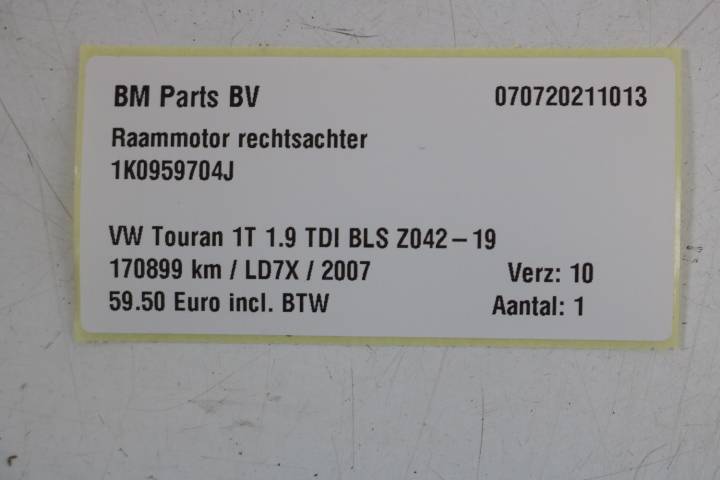 BM Parts BV 070720211013
Raammotor rechtsachter
1K0959704J
VW Touran 1T 1.9 TDI BLS Z042-19
170899 km / LD7X / 2007 Verz: 10
59.50 Euro incl. BTW Aantal: 1